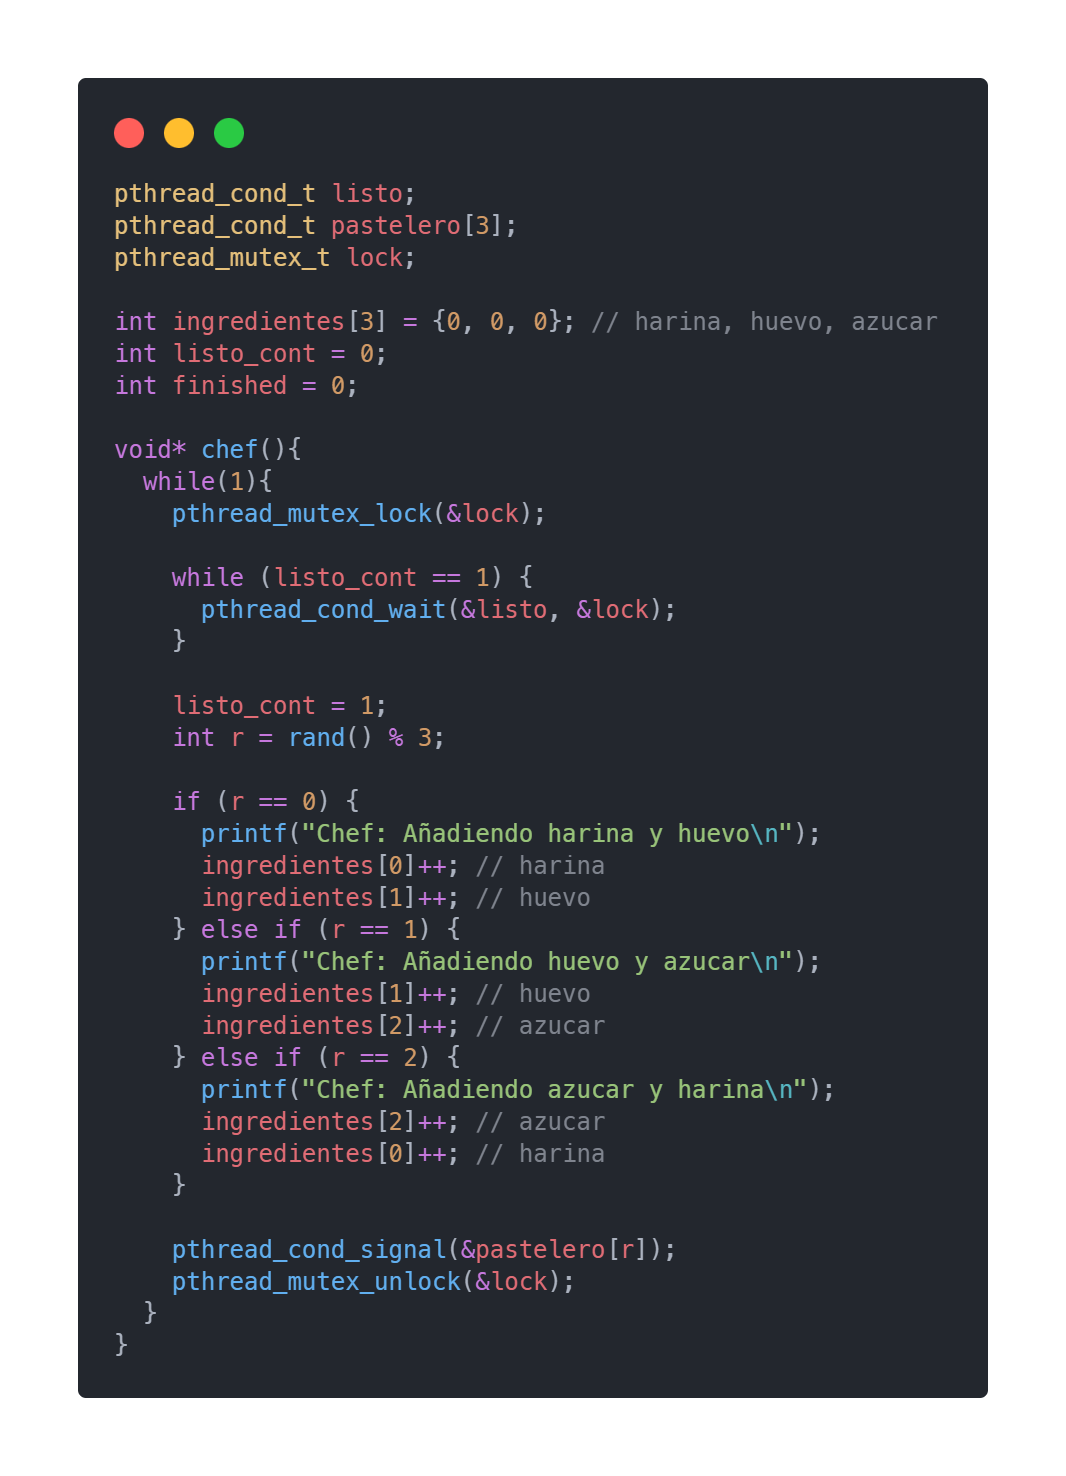 pthread_cond_t listo;
pthread_cond_t pastelero[3];
pthread_mutex_t lock;

int ingredientes[3] = {0, 0, 0}; // harina, huevo, azucar
int listo_cont = 0;
int finished = 0;

void* chef(){
  while(1){
    pthread_mutex_lock(&lock);

    while (listo_cont == 1) {
      pthread_cond_wait(&listo, &lock);
    }

    listo_cont = 1;
    int r = rand() % 3;

    if (r == 0) {
      printf("Chef: Añadiendo harina y huevo\n");
      ingredientes[0]++; // harina
      ingredientes[1]++; // huevo
    } else if (r == 1) {
      printf("Chef: Añadiendo huevo y azucar\n");
      ingredientes[1]++; // huevo
      ingredientes[2]++; // azucar
    } else if (r == 2) {
      printf("Chef: Añadiendo azucar y harina\n");
      ingredientes[2]++; // azucar
      ingredientes[0]++; // harina
    }

    pthread_cond_signal(&pastelero[r]);
    pthread_mutex_unlock(&lock);
  }
}